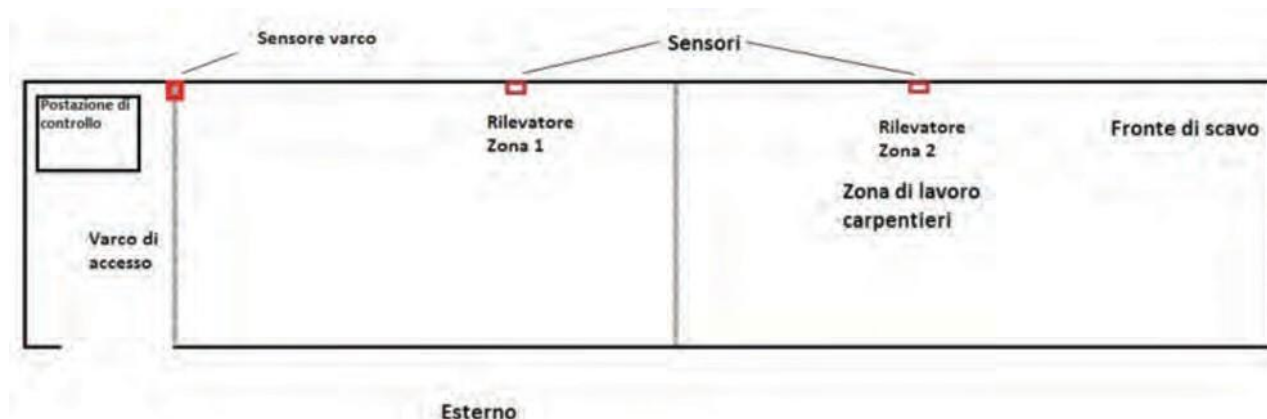 Sensore varco
Sensori
Postazione di
controllo
Rilevatore
Zona 1
Rilevatore
Zona 2
Fronte di scavo
Zona di lavoro
carpentieri
Varco di
accesso
Esterno